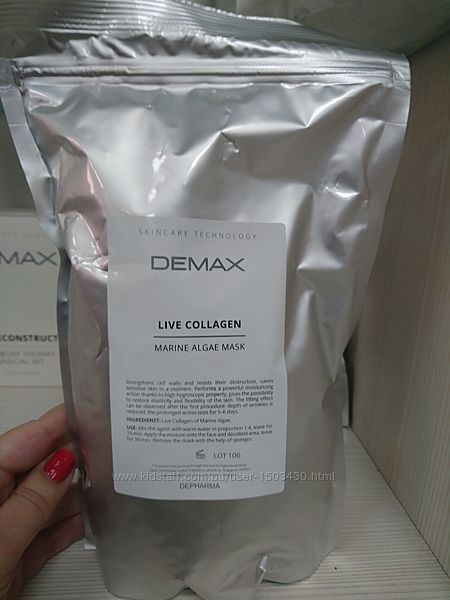 SKINCARE TECHNOLOGY
DEMAX
LIVE COLLAGEN
MARINE ALGAE MASK
Strengthens cell walls and resists their destruction, calms
sensitive skin in a moment. Performs a powerful moisturizing
action thanks to high hygroscopic property, gives the possibility
to restore elasticity and flexibility of the skin. The lifting effect
can be observed after the first procedure: depth of wrinkles is
reduced, the prolonged action lasts for 5-6 days.
INGREDIENTS: Live Collagen of Marine Algae.
USE: Mix the agent with warm water in proportion 1:4, leave for
15 min. Apply the mixture onto the face and décolleté area, leave
for 30 min. Remove the mask with the help of sponges.
LOT 106
DEPHARMA
www.kidstaff.com.ua/user-1503430.html
MAX
ECONSTRUCT